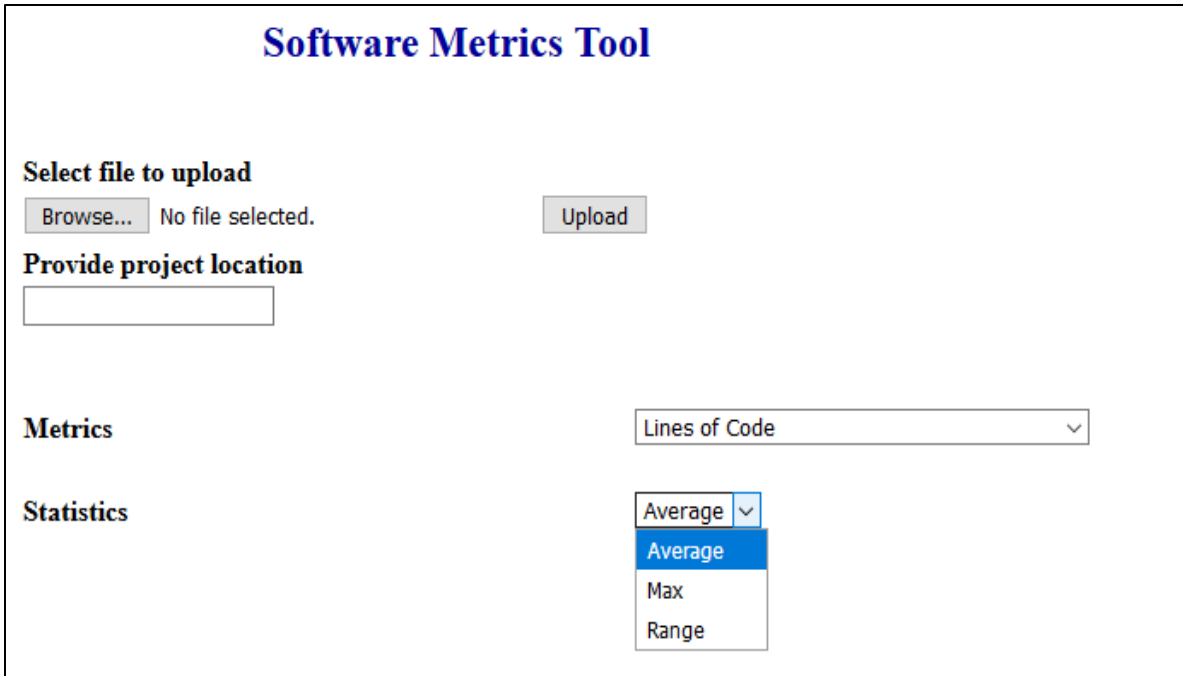 Software Metrics Tool
Select file to upload
Browse... No file selected. Upload
Provide project location
Metrics Lines of Code
Statistics Average
Average
Max
Range